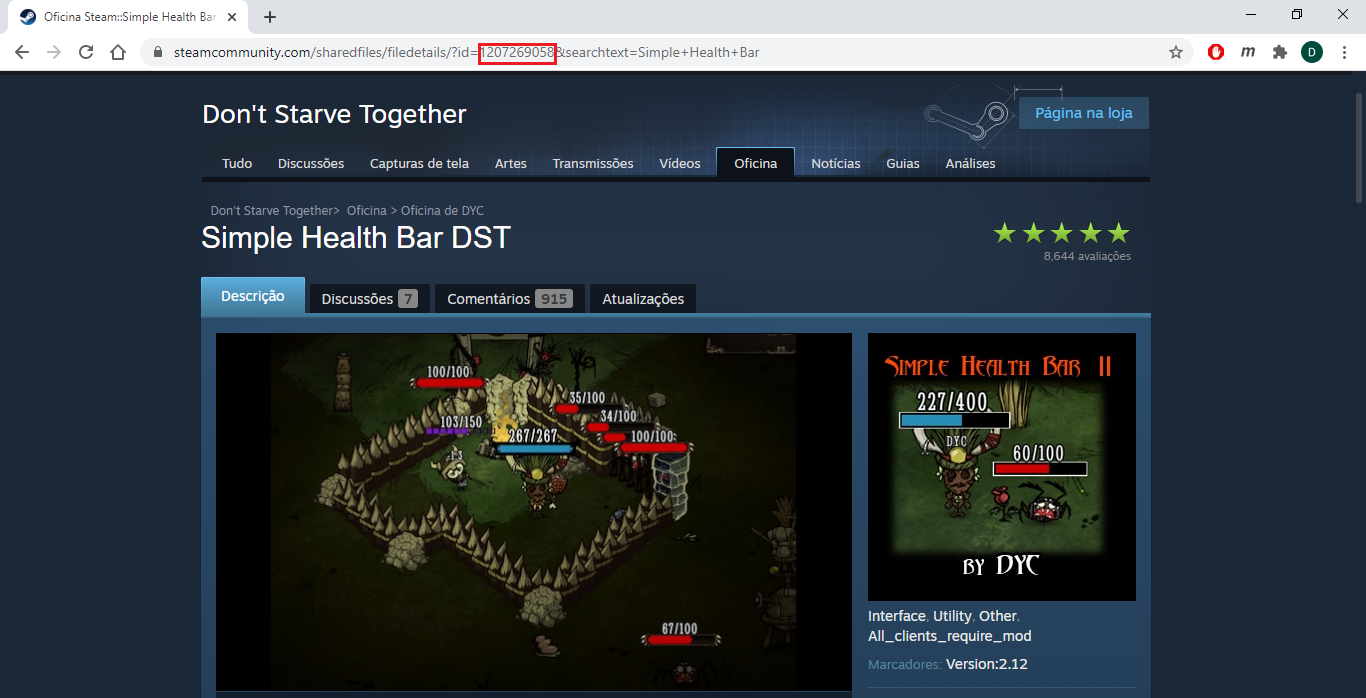 Oficina Steam::Simple Health Bar
steamcommunity.com/sharedfiles/filedetails/?id=1207269058&searchtext=Simple+Health+Bar
m
D
Don't Starve Together
Página na loja
Tudo Discussões Capturas de tela Artes Transmissões Vídeos Oficina Notícias Guias Análises
Don't Starve Together> Oficina > Oficina de DYC
Simple Health Bar DST
8,644 avaliações
Descrição Discussões 7 Comentários 915 Atualizações
100/100
35/100
34/100
103/150
267/267
100/100
67/100
Simple Health Bar II
227/400
DYC
60/100
BY DYC
Interface, Utility, Other,
All_clients_require_mod
Marcadores: Version:2.12